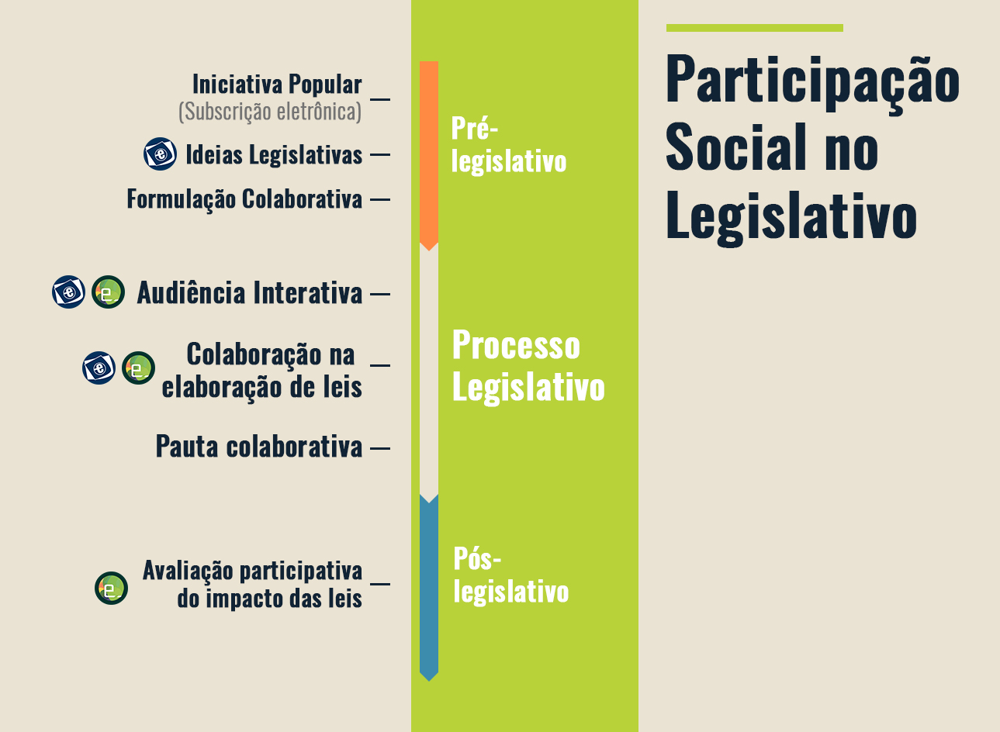 Participação
Social no
Legislativo
Iniciativa Popular
(Subscrição eletrônica)
e Ideias Legislativas
Formulação Colaborativa
Pré-
legislativo
e e Audiência Interativa
e e Colaboração na
elaboração de leis
Pauta colaborativa
Processo
Legislativo
e Avaliação participativa
do impacto das leis
Pós-
legislativo